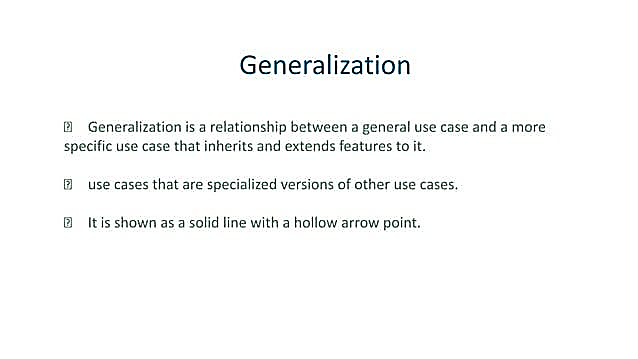 Generalization
Generalization is a relationship between a general use case and a more
specific use case that inherits and extends features to it.
use cases that are specialized versions of other use cases.
It is shown as a solid line with a hollow arrow point.